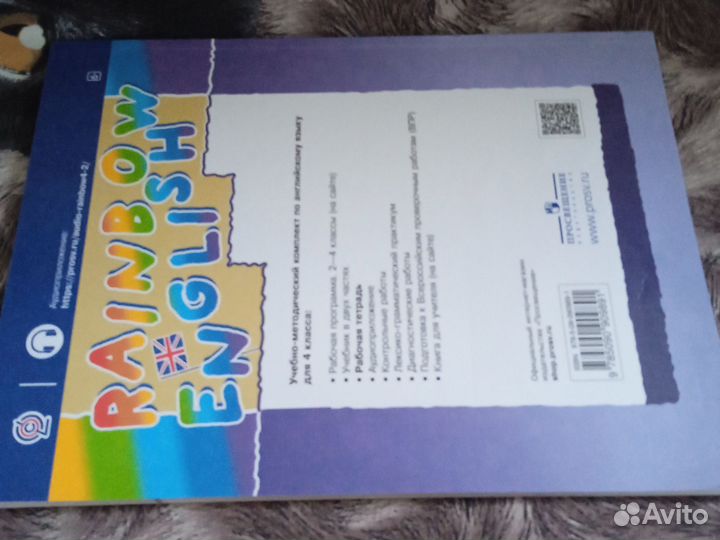 Аудиоприложение:
https://prosv.ru/audio-rainbow4-2/
6+
RAINBOW
ENGLISH
Учебно-методический комплект по английскому языку
для 4 класса:
• Рабочая программа. 2—4 классы (на сайте)
• Учебник в двух частях
• Рабочая тетрадь
• Аудиоприложение
• Контрольные работы
• Лексико-грамматический практикум
• Диагностические работы
• Подготовка к Всероссийским проверочным работам (ВПР)
• Книга для учителя (на сайте)
ПРОСВЕЩЕНИЕ
ИЗДАТЕЛЬСТВО
www.prosv.ru
Официальный интернет-магазин
издательства «Просвещение»
shop.prosv.ru
ISBN
Avito